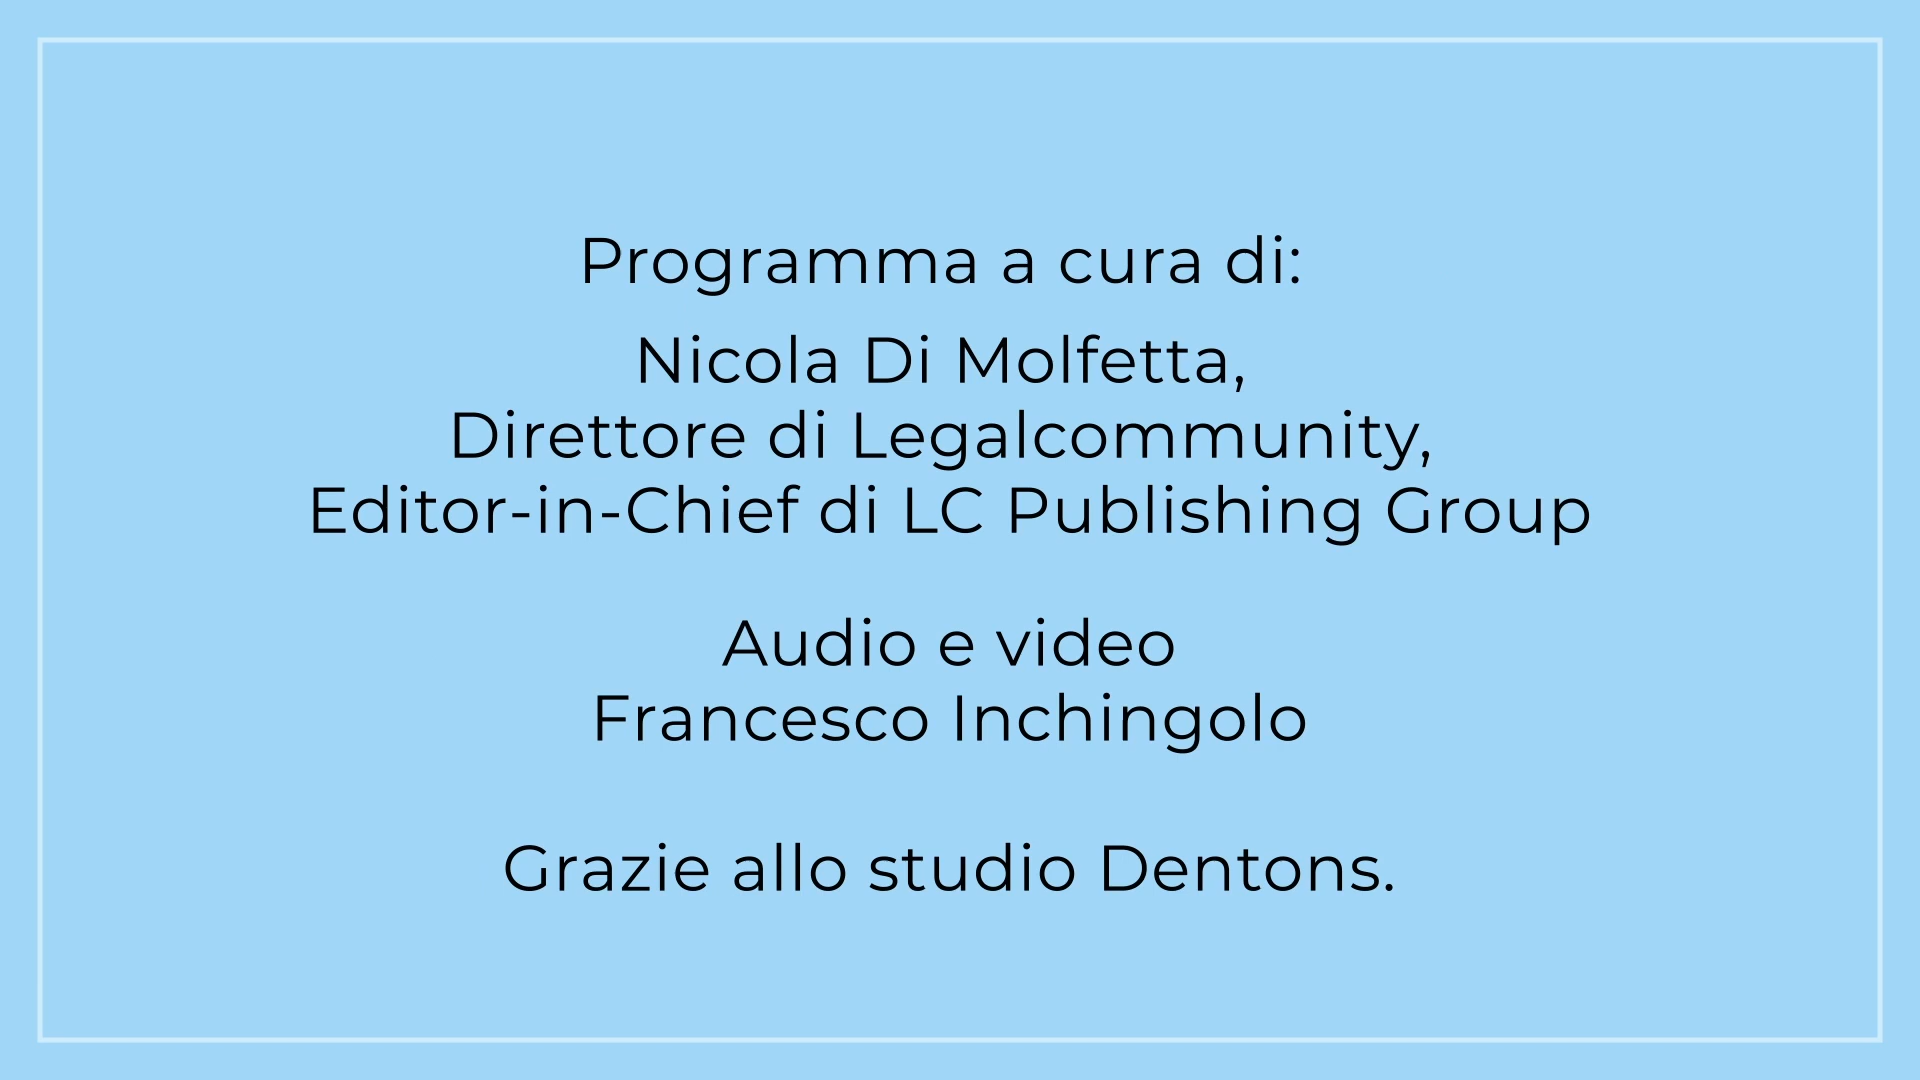 Programma a cura di:
Nicola Di Molfetta,
Direttore di Legalcommunity,
Editor-in-Chief di LC Publishing Group
Audio e video
Francesco Inchingolo
Grazie allo studio Dentons.